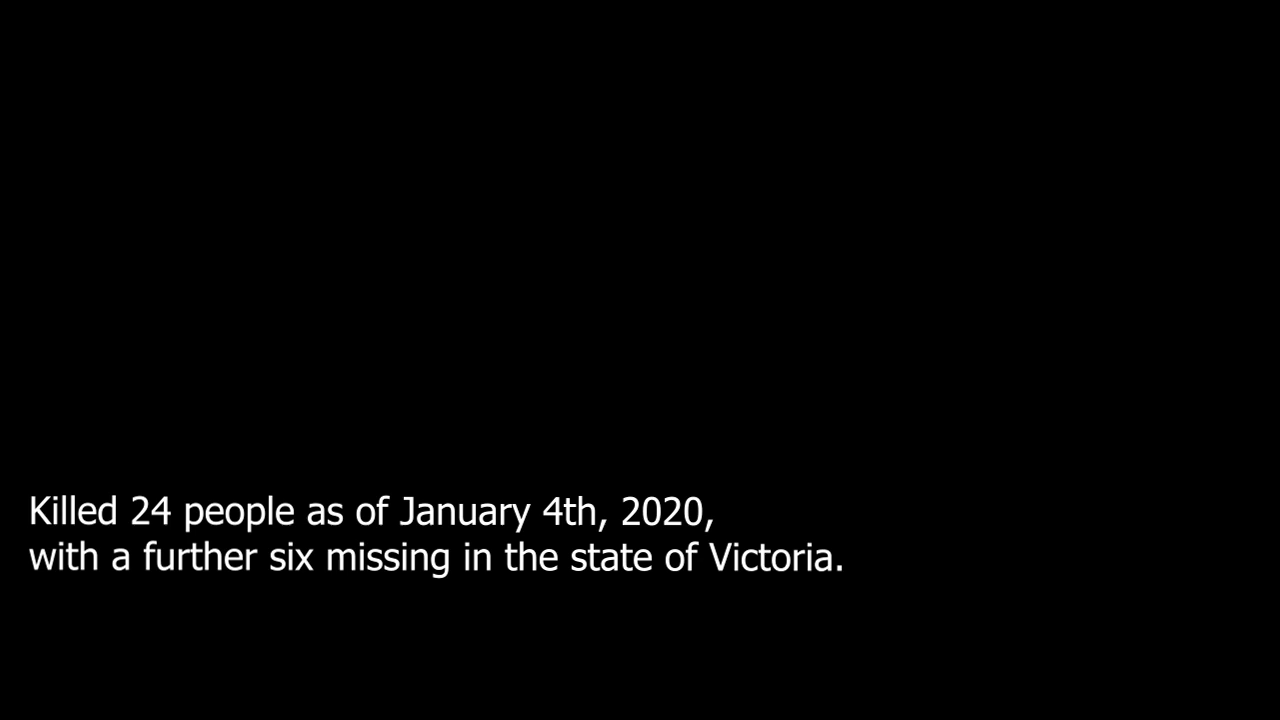 Killed 24 people as of January 4th, 2020,
with a further six missing in the state of Victoria.